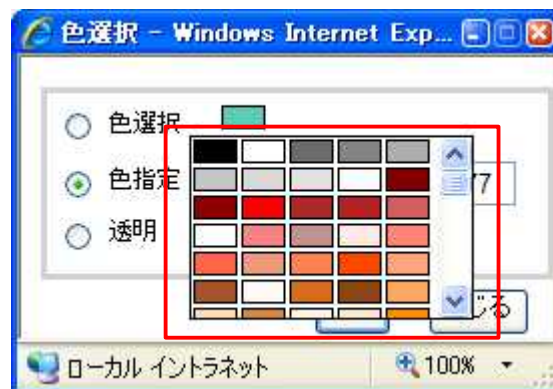 色選択 - Windows Internet Exp...
色選択
色指定
77
透明
じる
ローカル イントラネット
100%